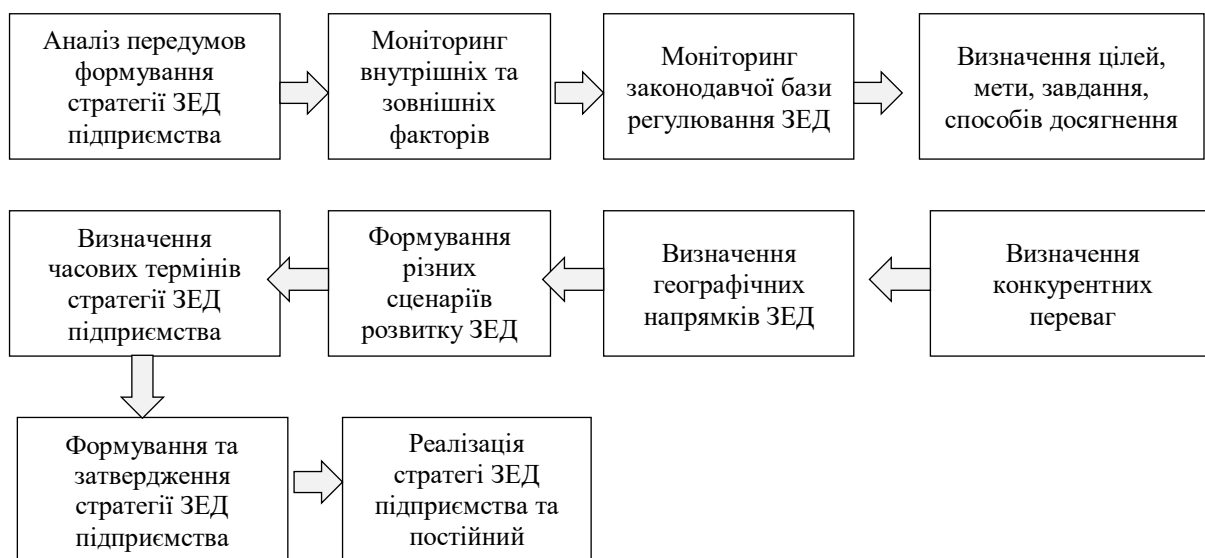 Аналіз передумов
формування
стратегії ЗЕД
підприємства
Моніторинг
внутрішніх та
зовнішніх
факторів
Моніторинг
законодавчої бази
регулювання ЗЕД
Визначення цілей,
мети, завдання,
способів досягнення
Визначення
конкурентних
переваг
Визначення
географічних
напрямків ЗЕД
Формування
різних
сценаріїв
розвитку ЗЕД
Визначення
часових термінів
стратегії ЗЕД
підприємства
Формування та
затвердження
стратегії ЗЕД
підприємства
Реалізація
стратегі ЗЕД
підприємства та
постійний